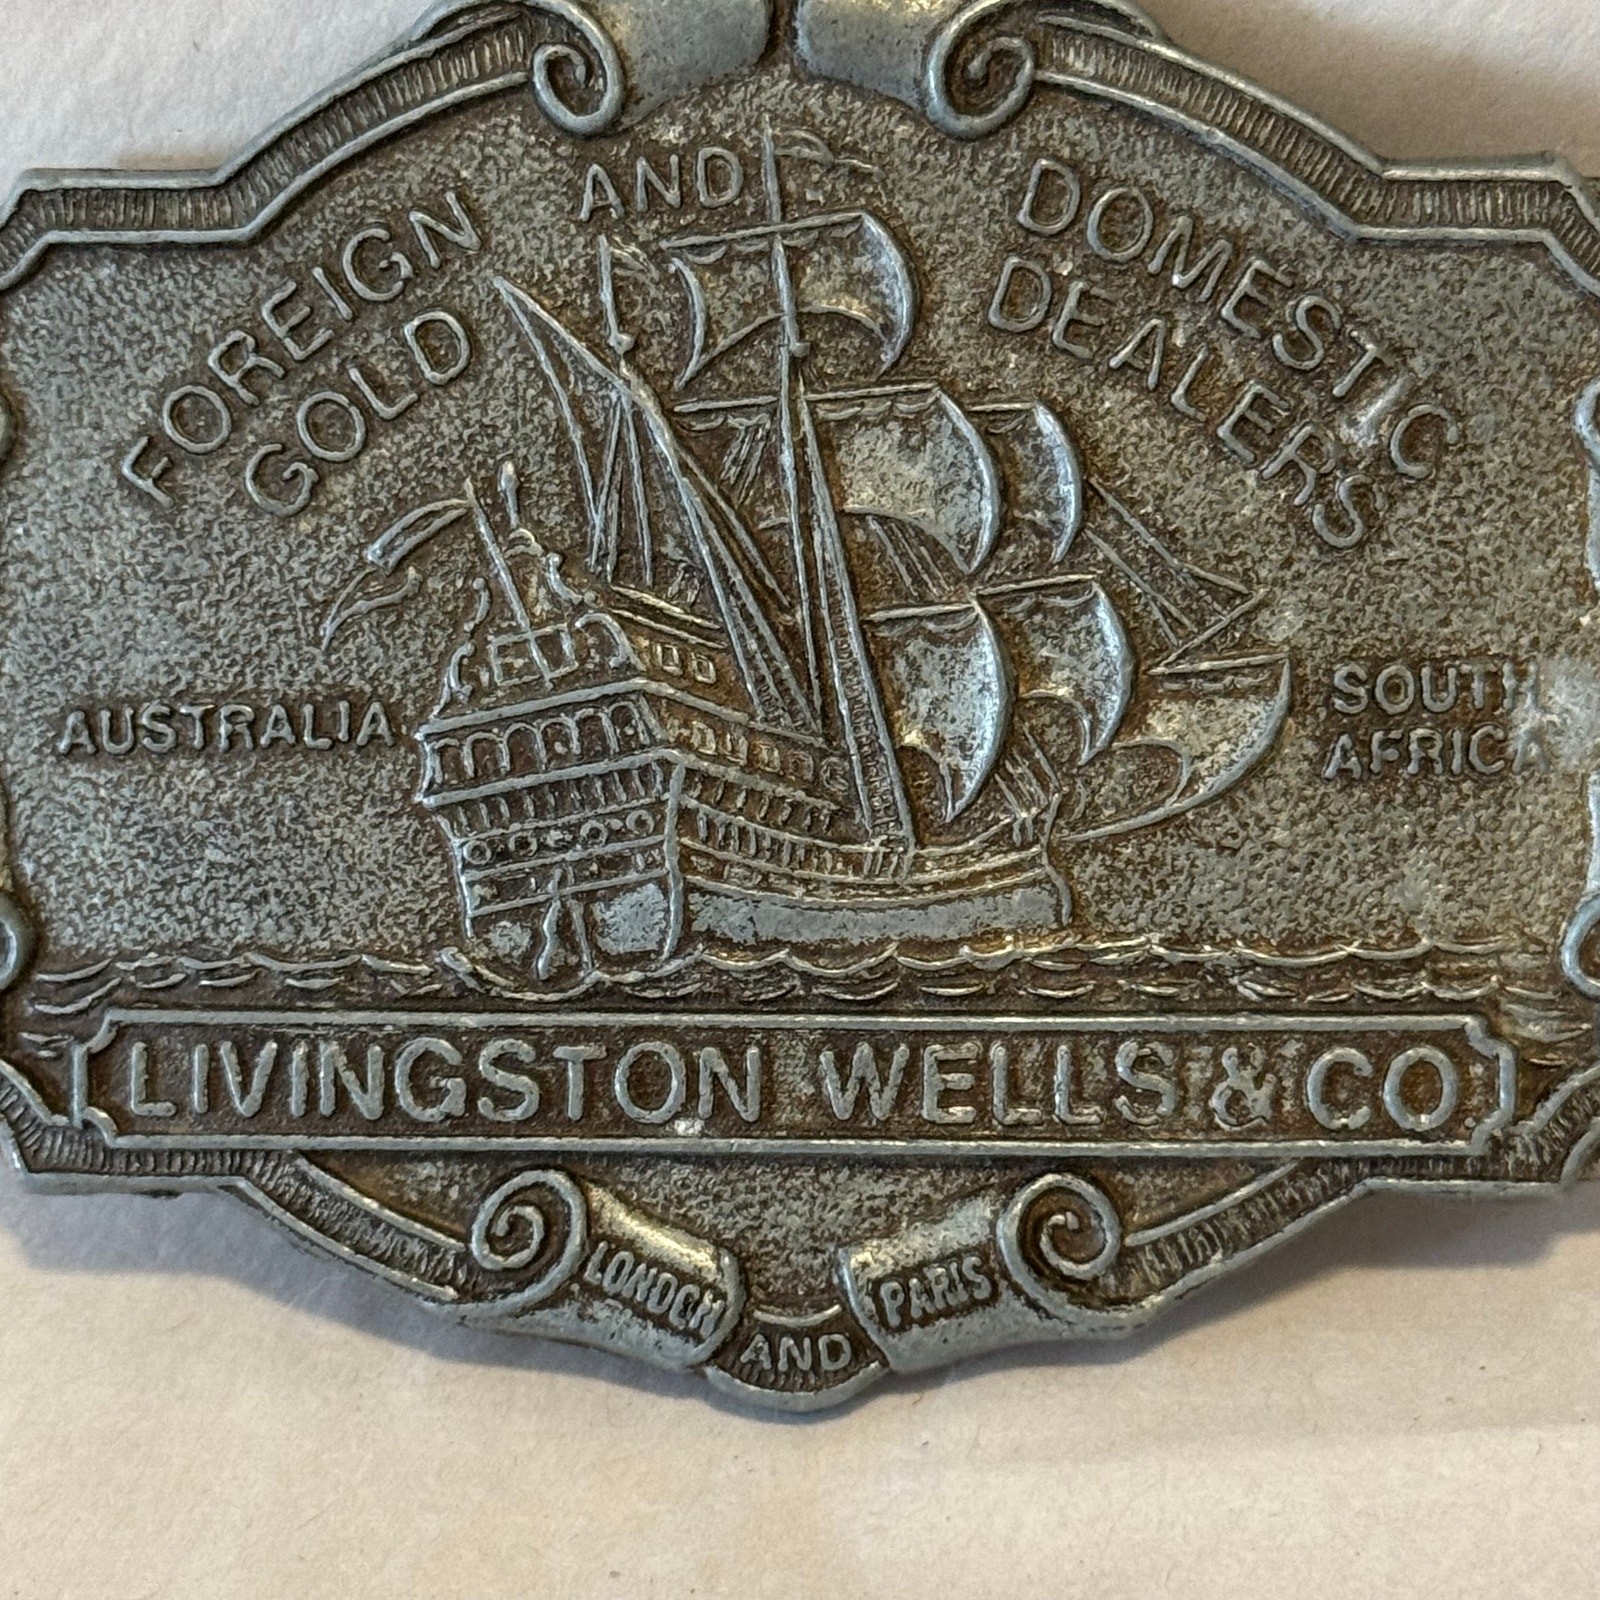 FOREIGN AND DOMESTIC
GOLD DEALERS
AUSTRALIA
SOUTH
AFRICA
LIVINGSTON WELLS & CO.
LONDON AND PARIS